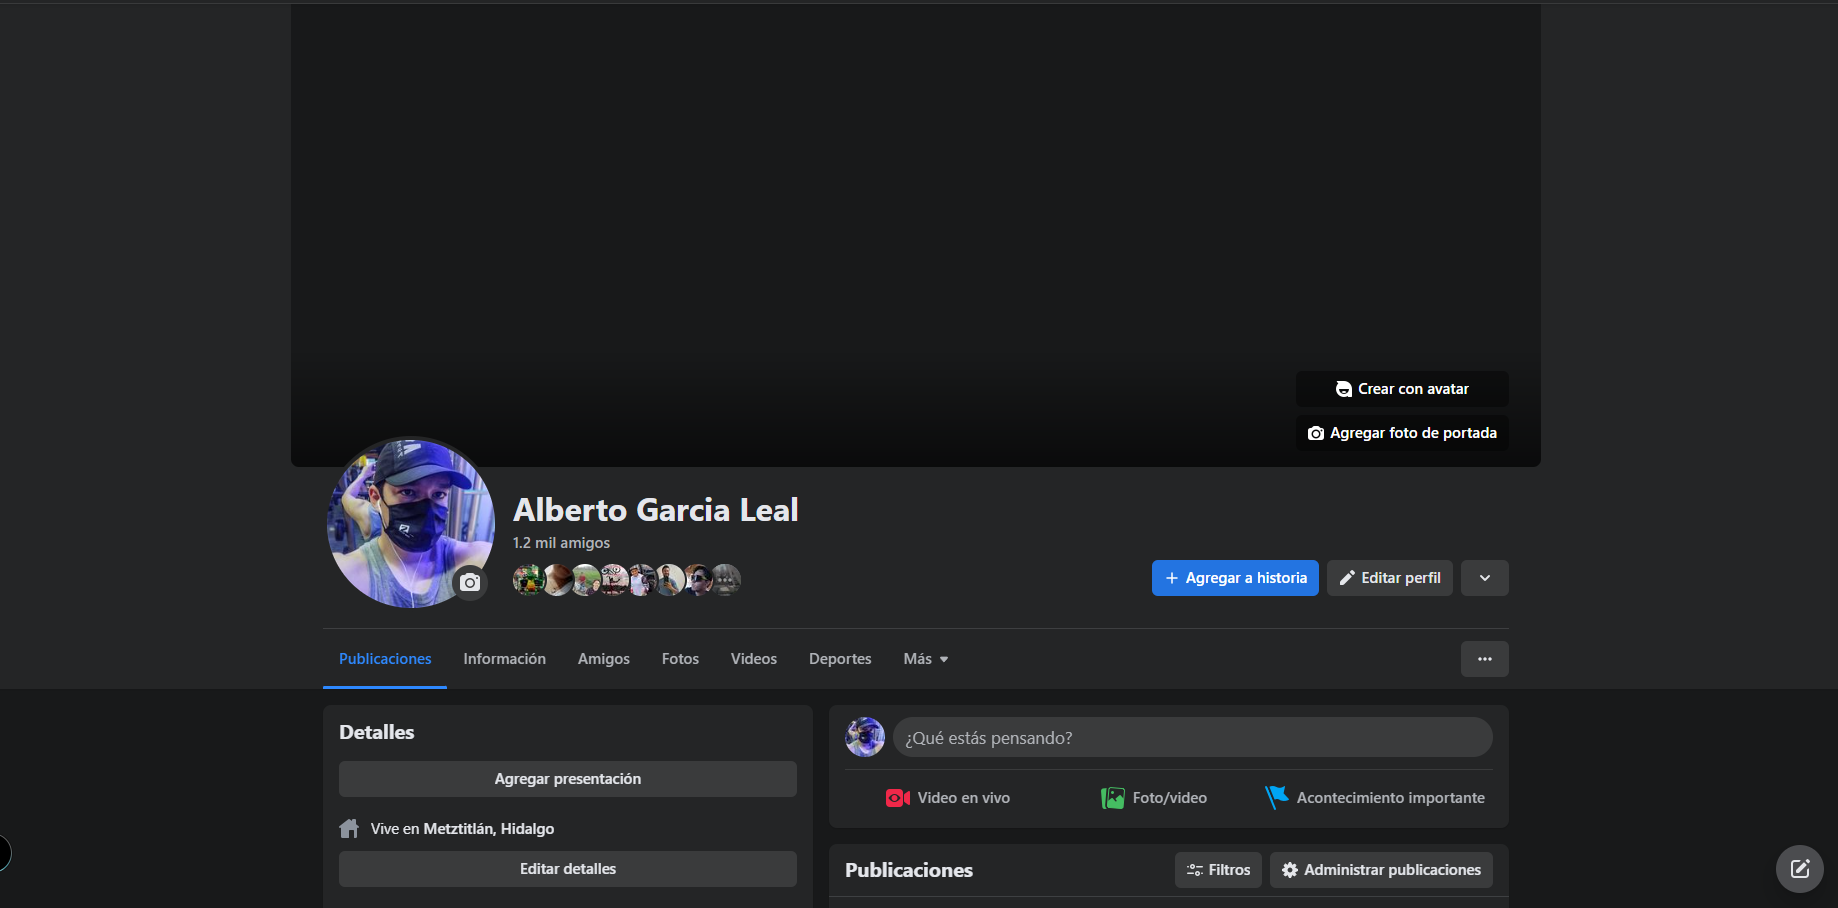 Crear con avatar
Agregar foto de portada
Alberto Garcia Leal
1.2 mil amigos
+ Agregar a historia
Editar perfil
Publicaciones
Información
Amigos
Fotos
Videos
Deportes
Más
Detalles
Agregar presentación
Vive en Metztitlán, Hidalgo
Editar detalles
¿Qué estás pensando?
Video en vivo
Foto/video
Acontecimiento importante
Publicaciones
Filtros
Administrar publicaciones